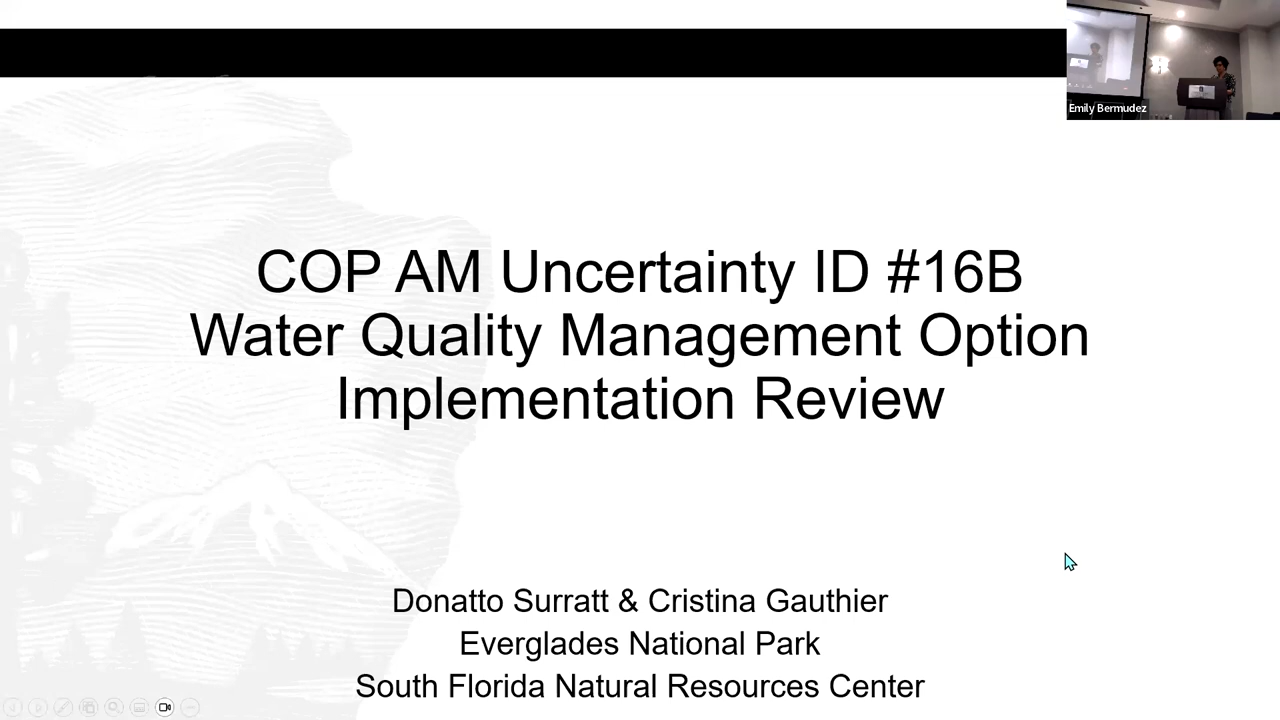 Emily Bermudez
COP AM Uncertainty ID #16B
Water Quality Management Option
Implementation Review
Donatto Surratt & Cristina Gauthier
Everglades National Park
South Florida Natural Resources Center